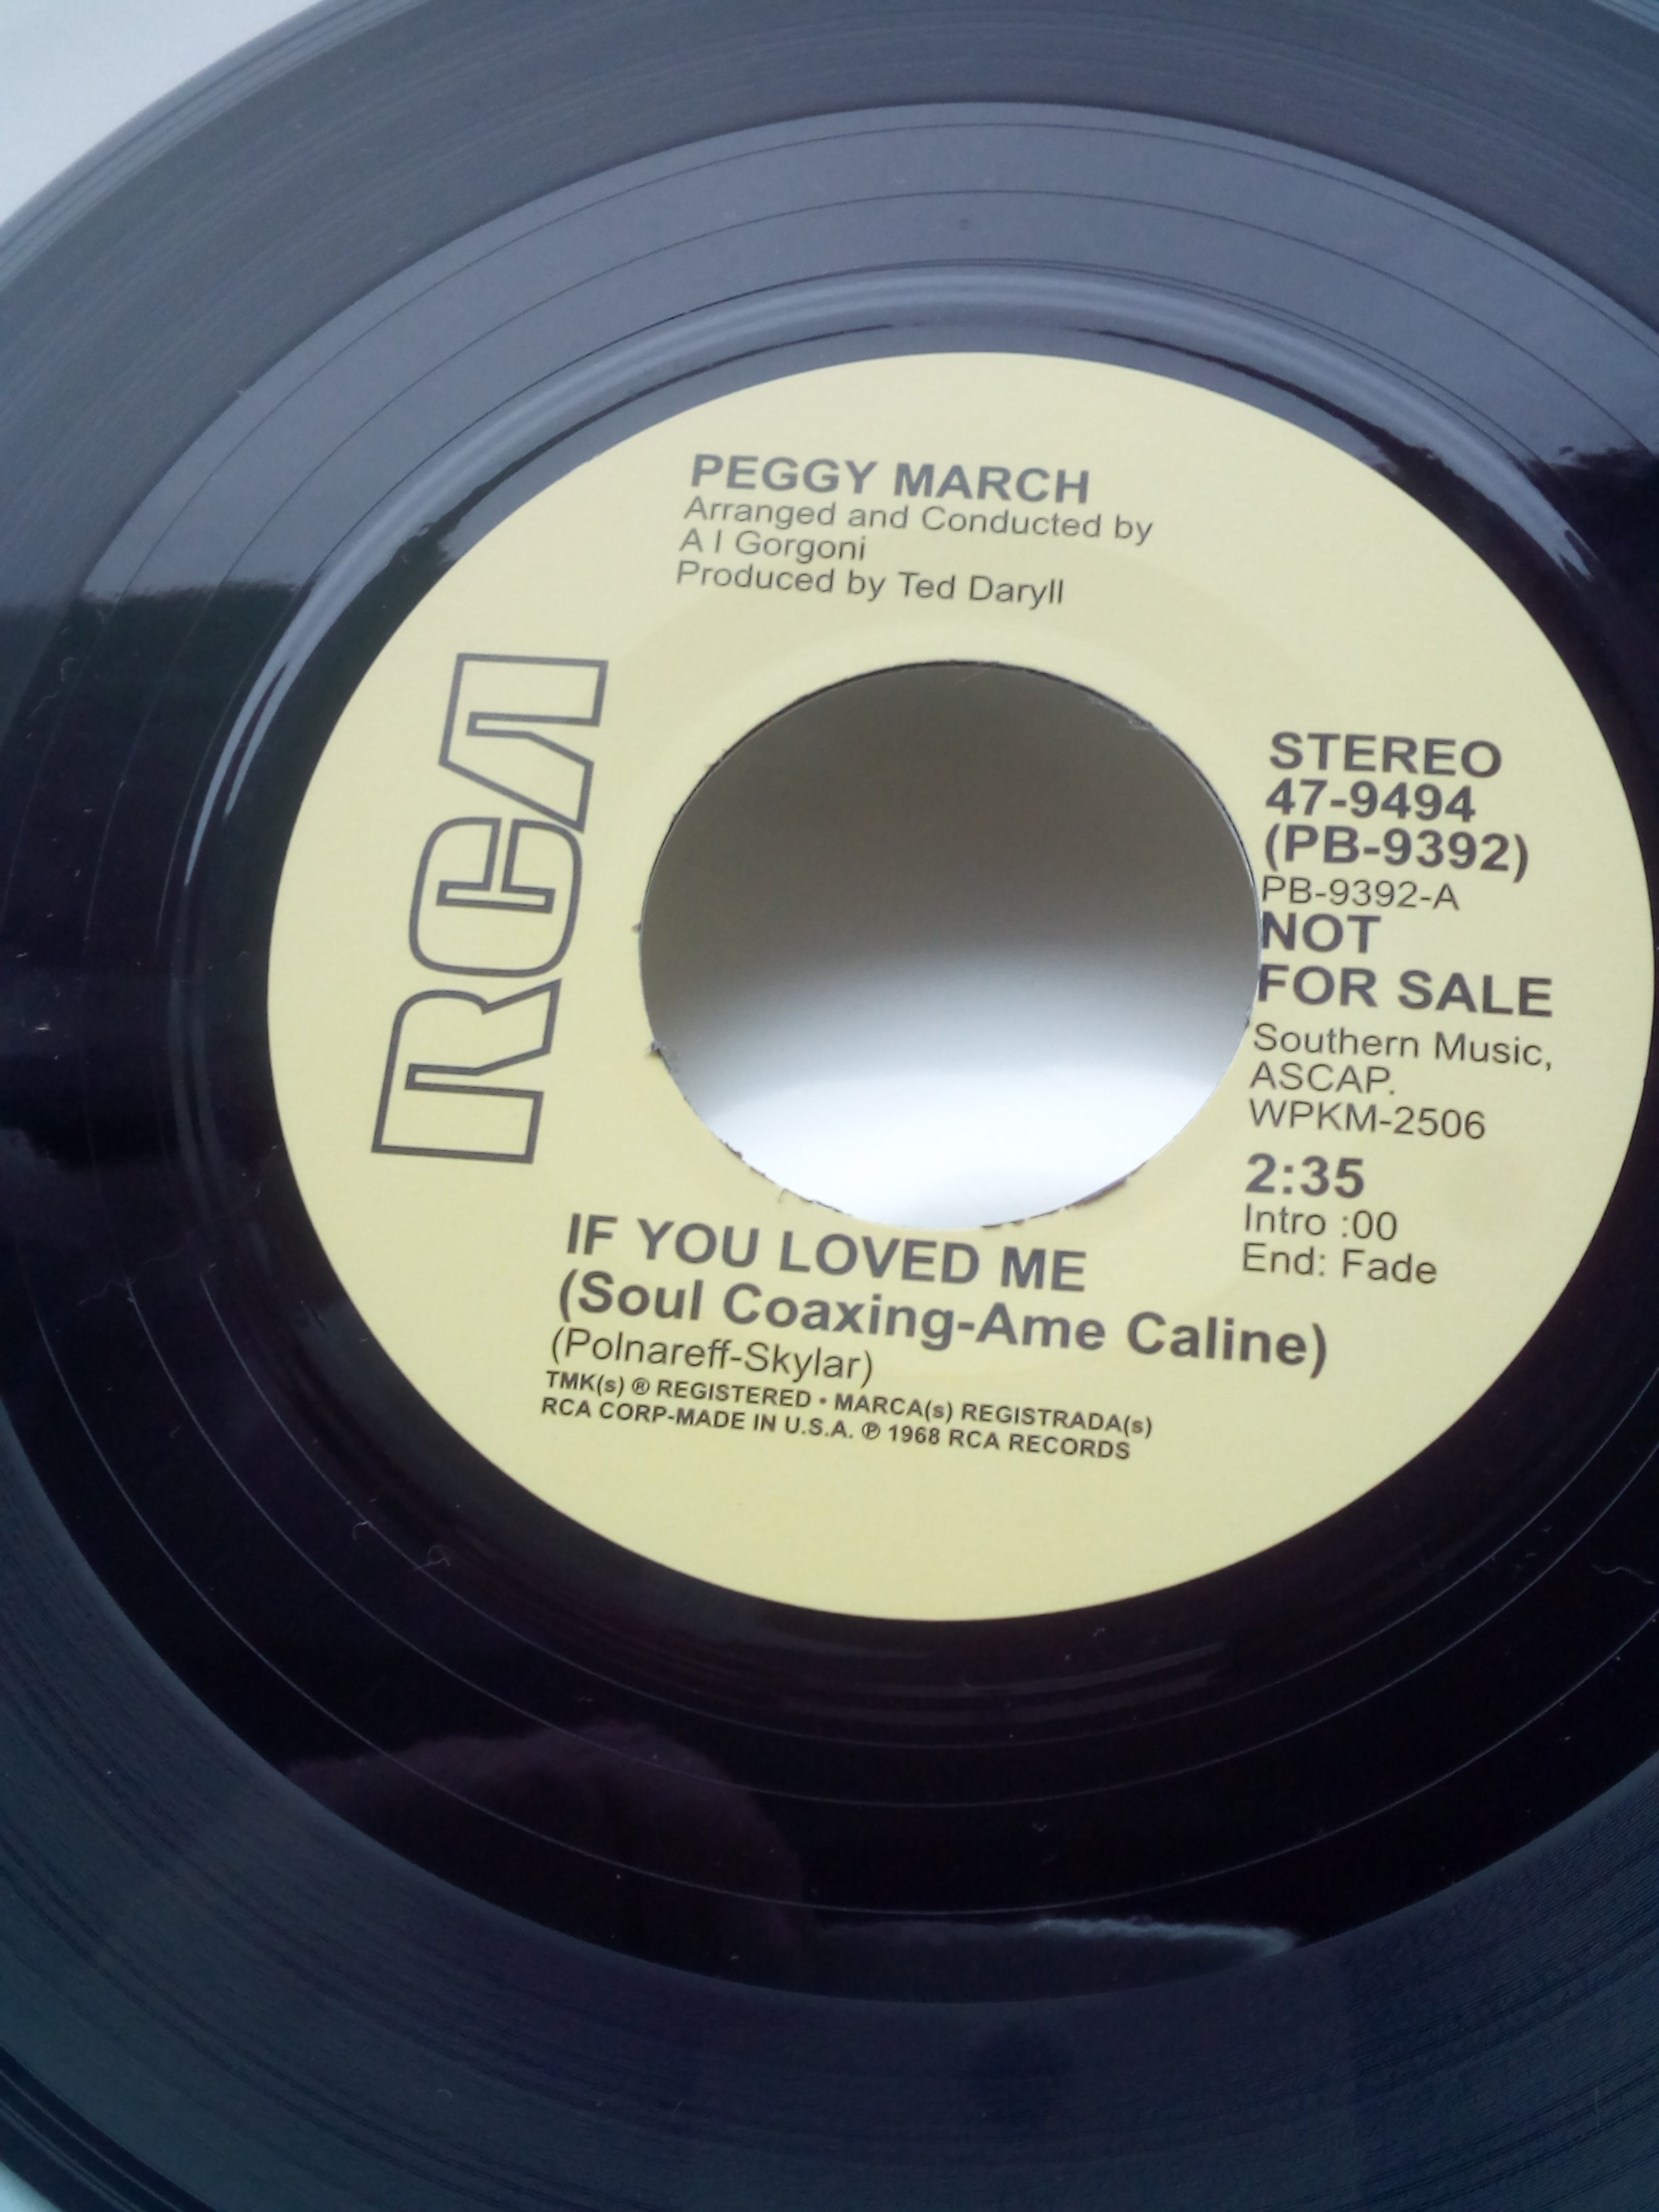 PEGGY MARCH
Arranged and Conducted by
A l Gorgoni
Produced by Ted Daryll
RCA
STEREO
47-9494
(PB-9392)
PB-9392-A
NOT
FOR SALE
Southern Music,
ASCAP.
WPKM-2506
2:35
Intro :00
End: Fade
IF YOU LOVED ME
(Soul Coaxing-Ame Caline)
(Polnareff-Skylar)
TMK(s) ® REGISTERED • MARCA(s) REGISTRADA(s)
RCA CORP-MADE IN U.S.A. ℗ 1968 RCA RECORDS